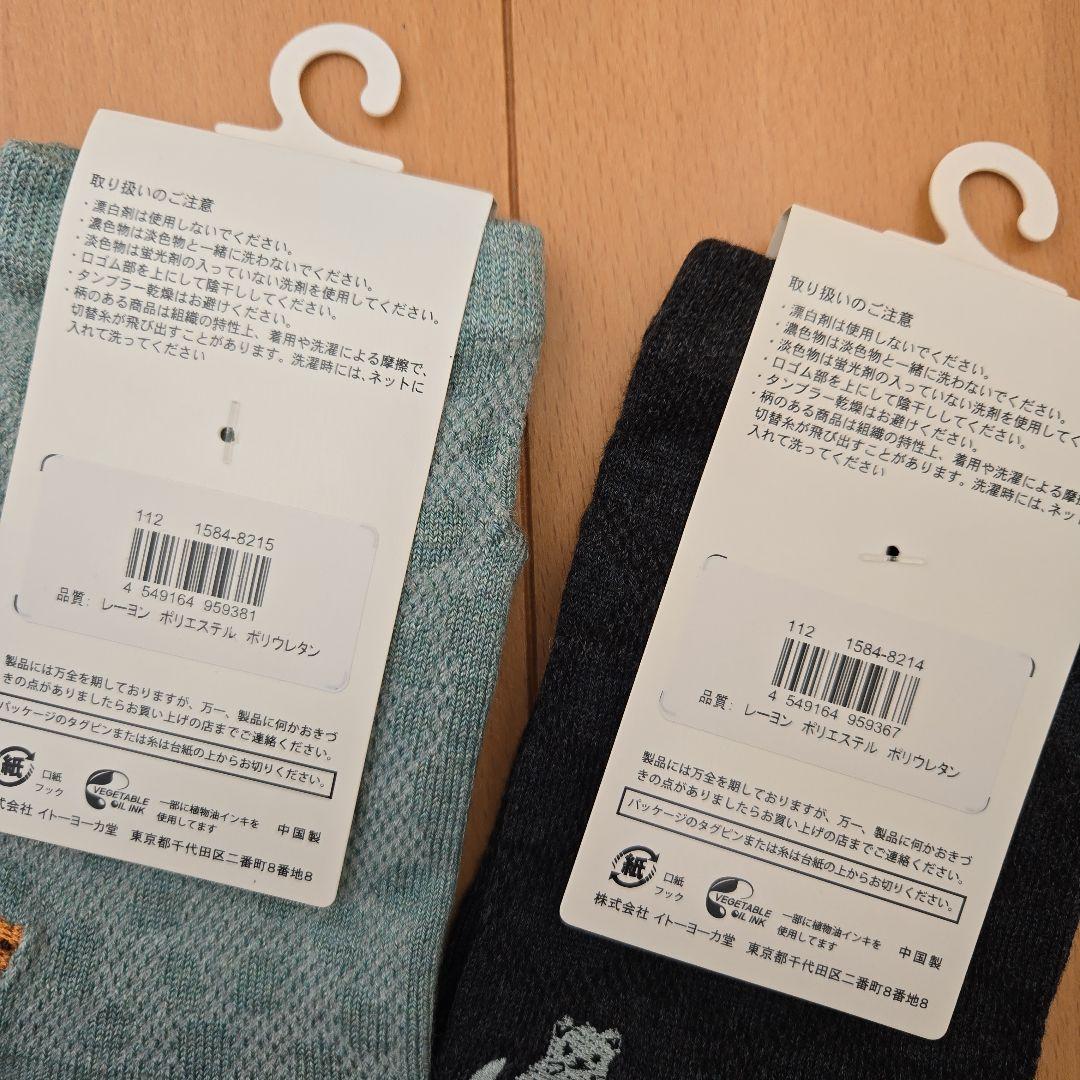 取り扱いのご注意
・漂白剤は使用しないでください。
・濃色物は淡色物と一緒に洗わないでください。
・淡色物は蛍光剤の入っていない洗剤を使用してください。
・口ゴム部を上にして陰干ししてください。
・タンブラー乾燥はお避けください。
・柄のある商品は組織の特性上、着用や洗濯による摩擦で、
切替糸が飛び出すことがあります。洗濯時には、ネットに
入れて洗ってください
112 1584-8215
4 549164 959381
品質: レーヨン ポリエステル ポリウレタン
製品には万全を期しておりますが、万一、製品に何かおきづ
きの点がありましたらお買い上げの店までご連絡ください。
パッケージのタグピンまたは糸は台紙の上からお切りください。
紙
口紙
フック
VEGETABLE
OIL INK
一部に植物油インキを
使用してます
中国製
式会社 イトーヨーカ堂 東京都千代田区二番町8番地8
取り扱いのご注意
・漂白剤は使用しないでください。
・濃色物は淡色物と一緒に洗わないでください。
・淡色物は蛍光剤の入っていない洗剤を使用してく
・口ゴム部を上にして陰干ししてください。
・タンブラー乾燥はお避けください。
・柄のある商品は組織の特性上、着用や洗濯による摩
切替糸が飛び出すことがあります。洗濯時には、ネッ
入れて洗ってください
112 1584-8214
4 549164 959367
品質: レーヨン ポリエステル ポリウレタン
製品には万全を期しておりますが、万一、製品に何かおきづ
きの点がありましたらお買い上げの店までご連絡ください。
パッケージのタグピンまたは糸は台紙の上からお切りください。
紙
口紙
フック
VEGETABLE
OIL INK
一部に植物油インキを
使用してます
中国製
株式会社 イトーヨーカ堂 東京都千代田区二番町8番地8